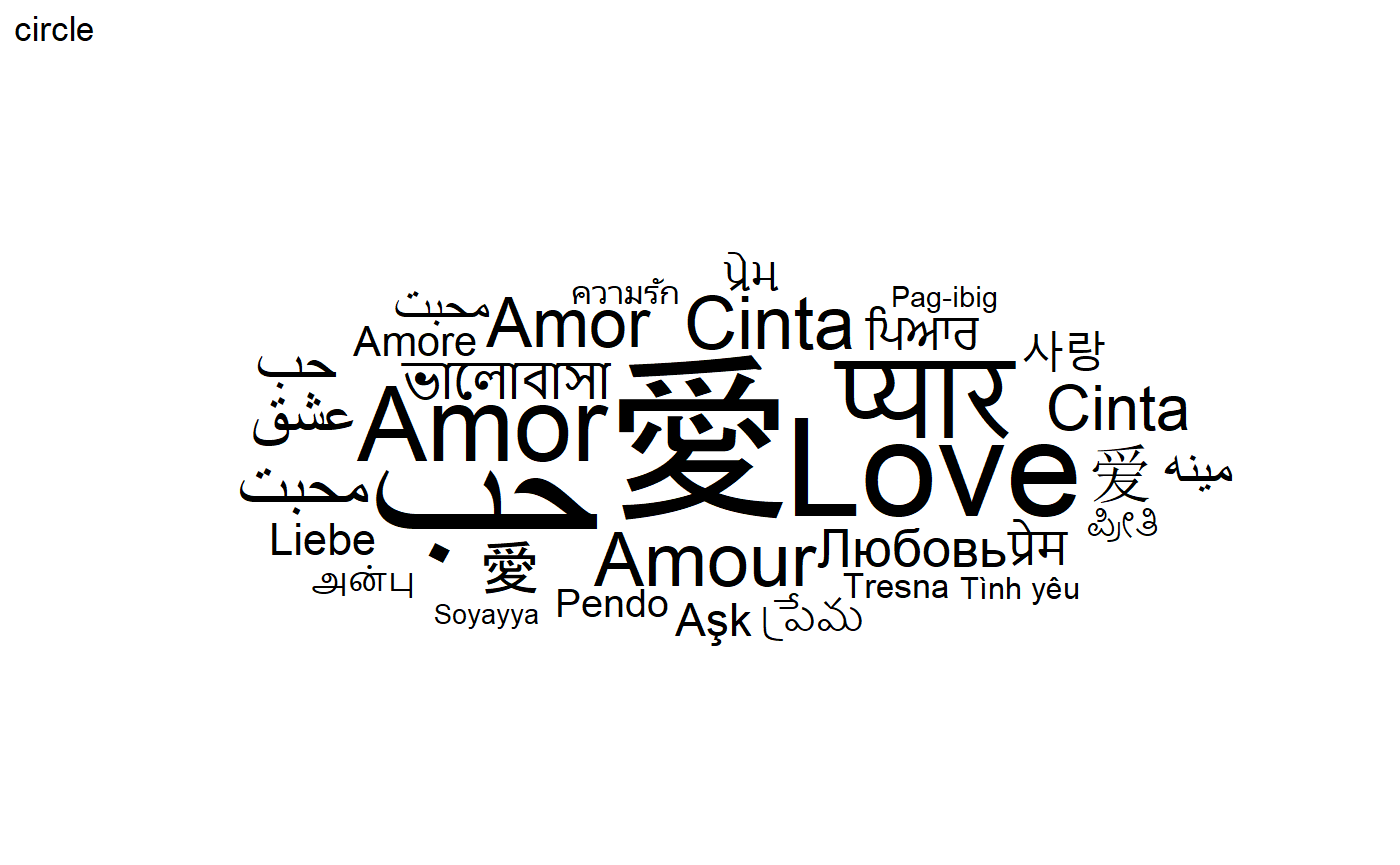 circle
પ્રેમ
ความรัก
Pag-ibig
محبت
Amor
Cinta
ਪਿਆਰ
Amore
사랑
حب
ভালোবাসা
愛
प्यार
عشق
Amor
Cinta
محبت
حب
Love
爱
مينه
ಪ್ರೀತಿ
Liebe
愛
Amour
Любовь
प्रेम
அன்பு
Tresna
Tình yêu
Soyayya
Pendo
Aşk
ప్రేమ